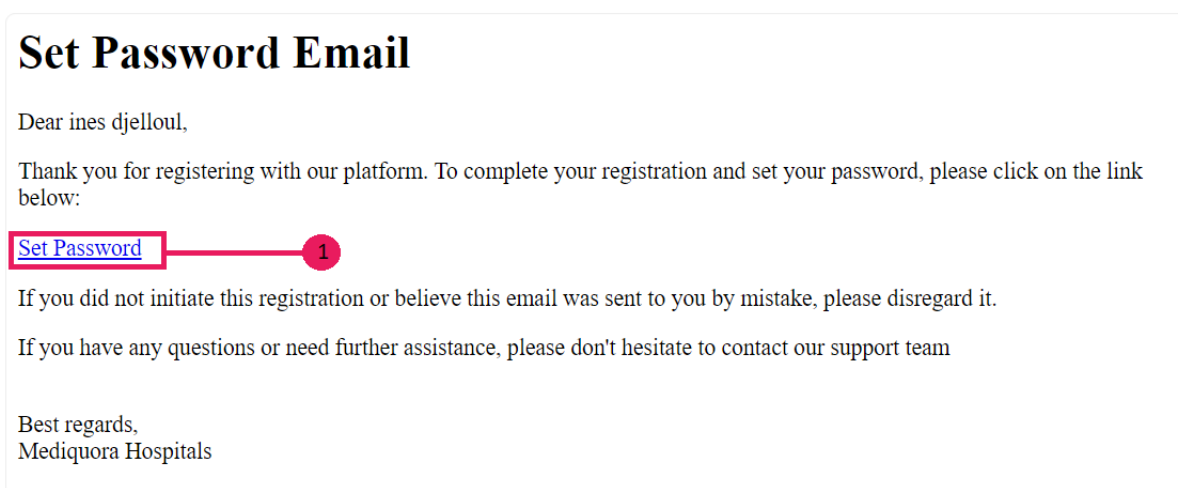 Set Password Email
Dear ines djelloul,
Thank you for registering with our platform. To complete your registration and set your password, please click on the link
below:
Set Password
1
If you did not initiate this registration or believe this email was sent to you by mistake, please disregard it.
If you have any questions or need further assistance, please don't hesitate to contact our support team
Best regards,
Mediquora Hospitals